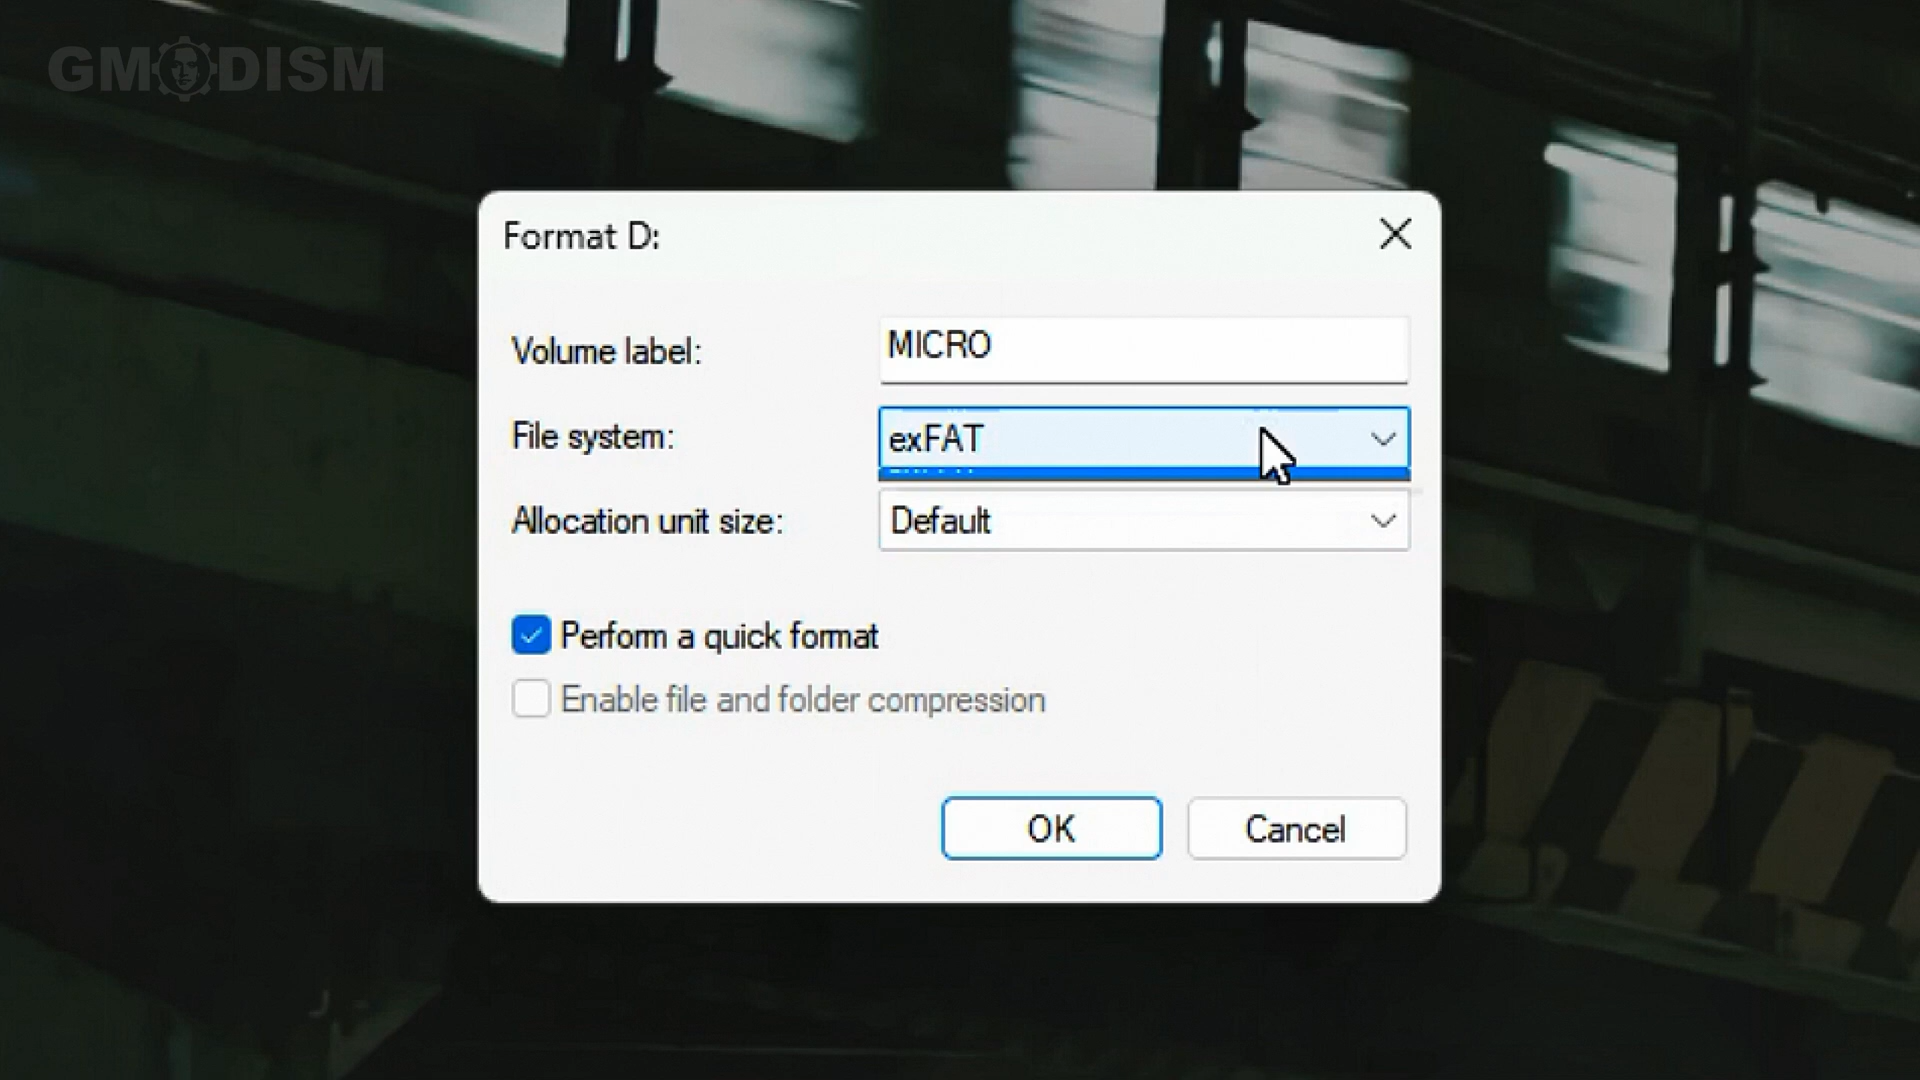 GMODISM
Format D:
Volume label:
MICRO
File system:
exFAT
Allocation unit size:
Default
Perform a quick format
Enable file and folder compression
OK
Cancel